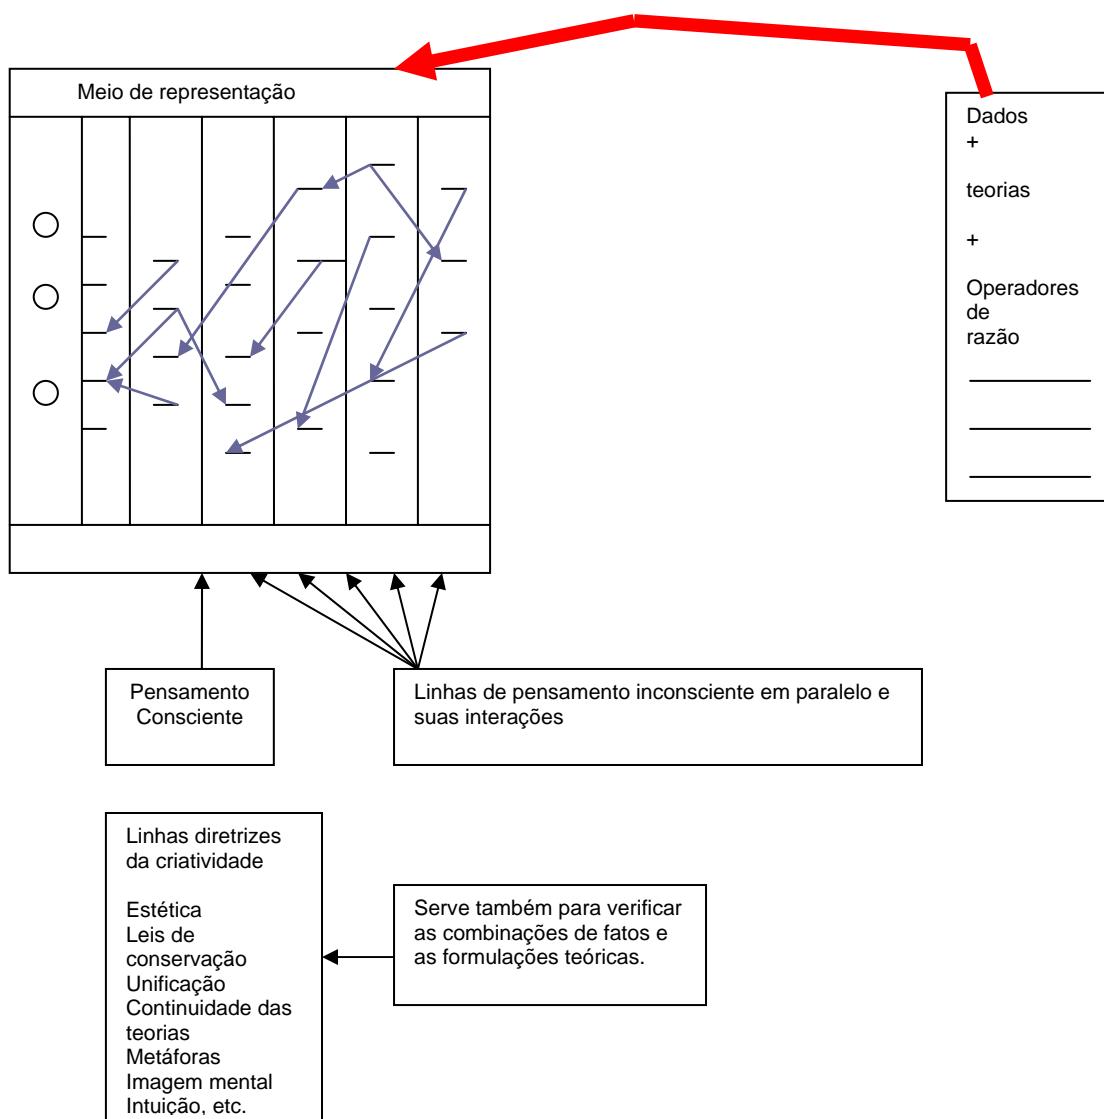 Meio de representação
Dados
+
teorias
+
Operadores
de
razão
Pensamento
Consciente
Linhas de pensamento inconsciente em paralelo e
suas interações
Linhas diretrizes
da criatividade
Estética
Leis de
conservação
Unificação
Continuidade das
teorias
Metáforas
Imagem mental
Intuição, etc.
Serve também para verificar
as combinações de fatos e
as formulações teóricas.